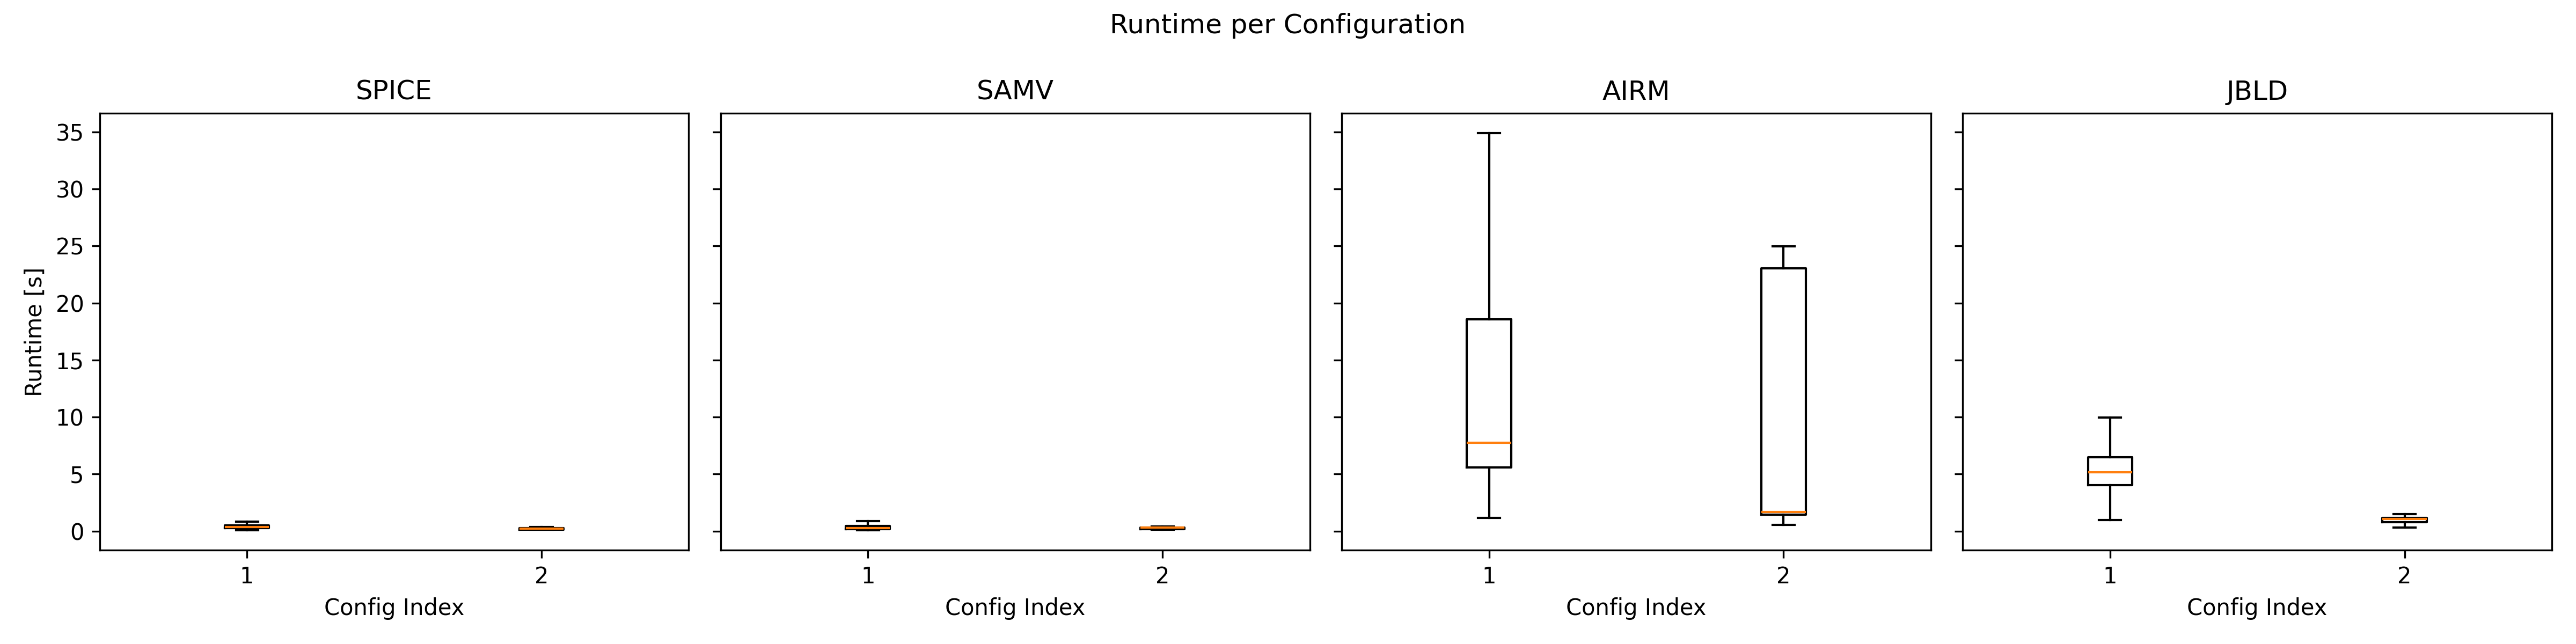 Runtime per Configuration
SPICE
SAMV
AIRM
JBLD
Runtime [s]
35
30
25
20
15
10
5
0
1
2
1
2
1
2
1
2
Config Index
Config Index
Config Index
Config Index